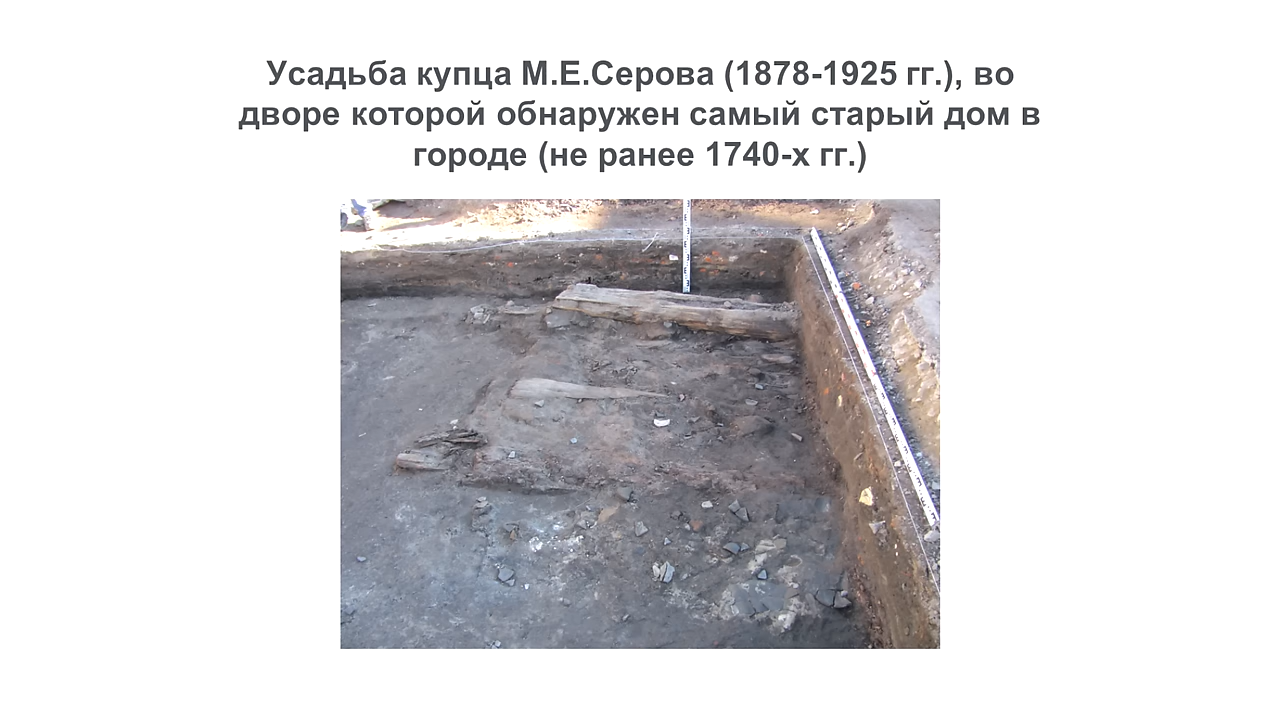 Усадьба купца М.Е.Серова (1878-1925 гг.), во
дворе которой обнаружен самый старый дом в
городе (не ранее 1740-х гг.)